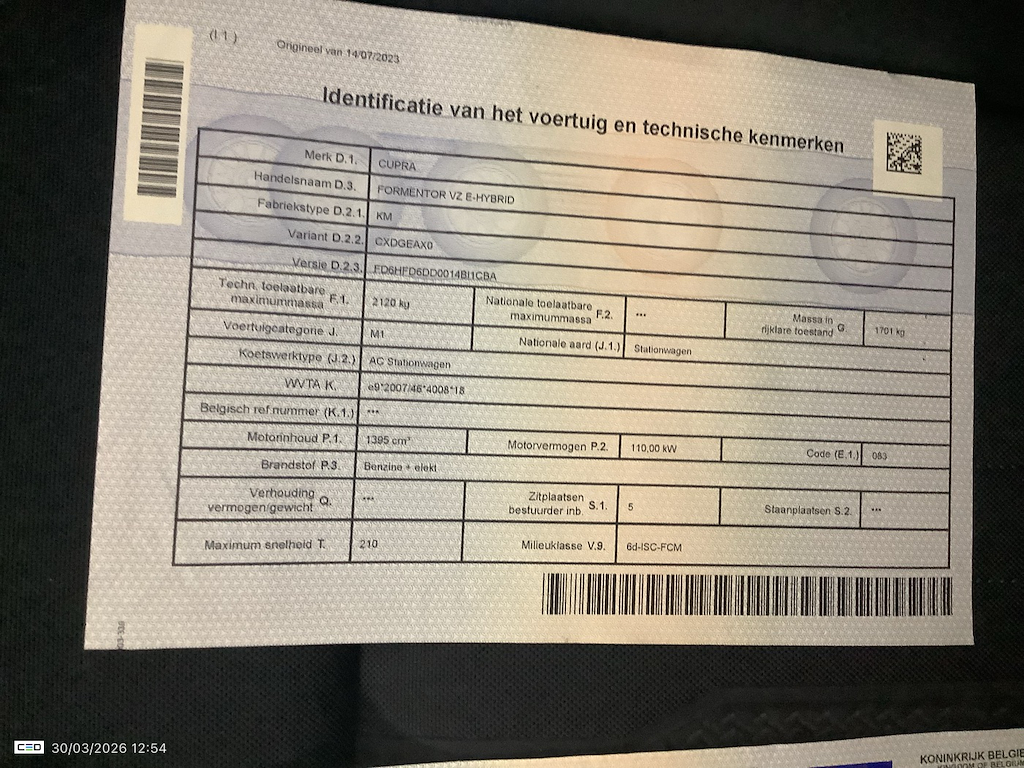 (I.1)
Origineel van 14/07/2023
Identificatie van het voertuig en technische kenmerken
Merk D.1. CUPRA
Handelsnaam D.3. FORMENTOR VZ E-HYBRID
Fabriekstype D.2.1. KM
Variant D.2.2. CXDGEAX0
Versie D.2.3. FD6HFD6DD0014BI1CBA
Techn. toelaatbare maximummassa F.1. 2120 kg Nationale toelaatbare maximummassa F.2. --- Massa in rijklare toestand G. 1701 kg
Voertuigcategorie J. M1 Nationale aard (J.1.) Stationwagen
Koetswerktype (J.2.) AC Stationwagen
WVTA K. e9*2007/46*4008*18
Belgisch ref.nummer (K.1.) ---
Motorinhoud P.1. 1395 cm³ Motorvermogen P.2. 110,00 kW Code (E.1.) 083
Brandstof P.3. Benzine + elekt
Verhouding vermogen/gewicht Q. --- Zitplaatsen bestuurder inb. S.1. 5 Staanplaatsen S.2. ---
Maximum snelheid T. 210 Milieuklasse V.9. 6d-ISC-FCM
CEO 30/03/2026 12:54
KONINKRIJK BELGIE
KINGDOM OF BELGIUM